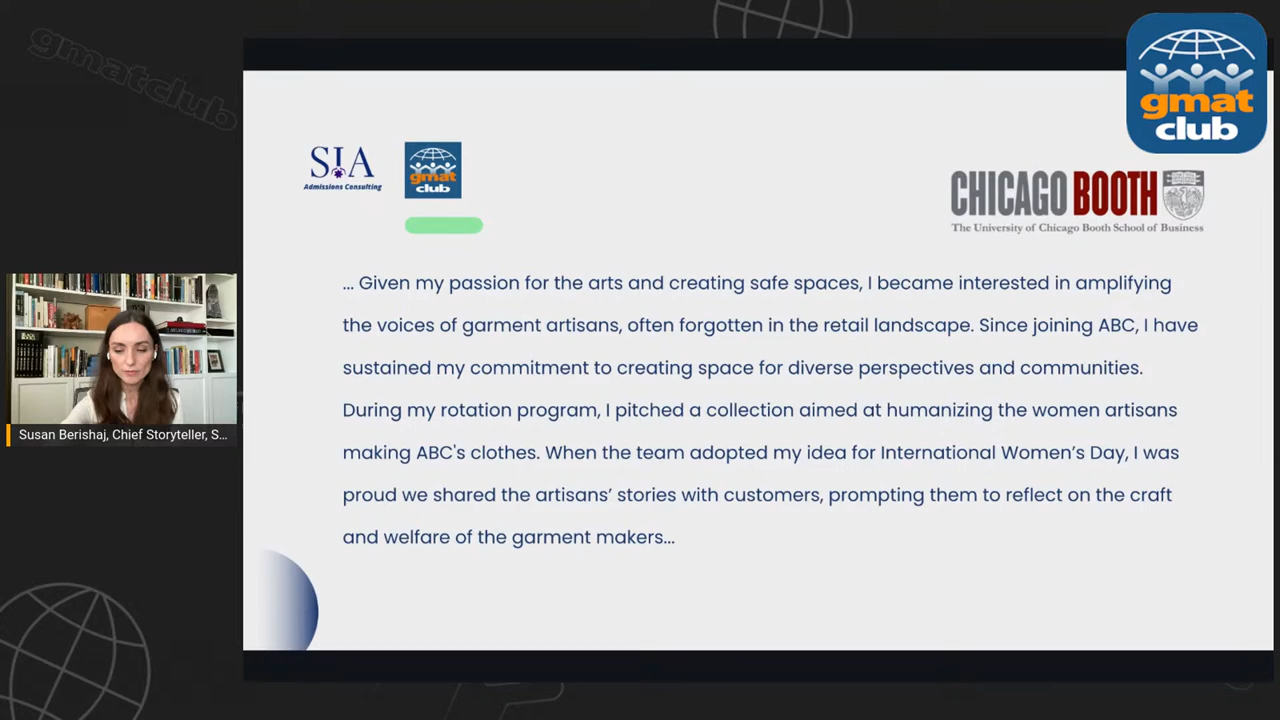 gmatclub
gmat
club
SIA
Admissions Consulting
gmat
club
CHICAGO BOOTH
The University of Chicago Booth School of Business
... Given my passion for the arts and creating safe spaces, I became interested in amplifying
the voices of garment artisans, often forgotten in the retail landscape. Since joining ABC, I have
sustained my commitment to creating space for diverse perspectives and communities.
During my rotation program, I pitched a collection aimed at humanizing the women artisans
making ABC's clothes. When the team adopted my idea for International Women’s Day, I was
proud we shared the artisans’ stories with customers, prompting them to reflect on the craft
and welfare of the garment makers...
Susan Berishaj, Chief Storyteller, S...